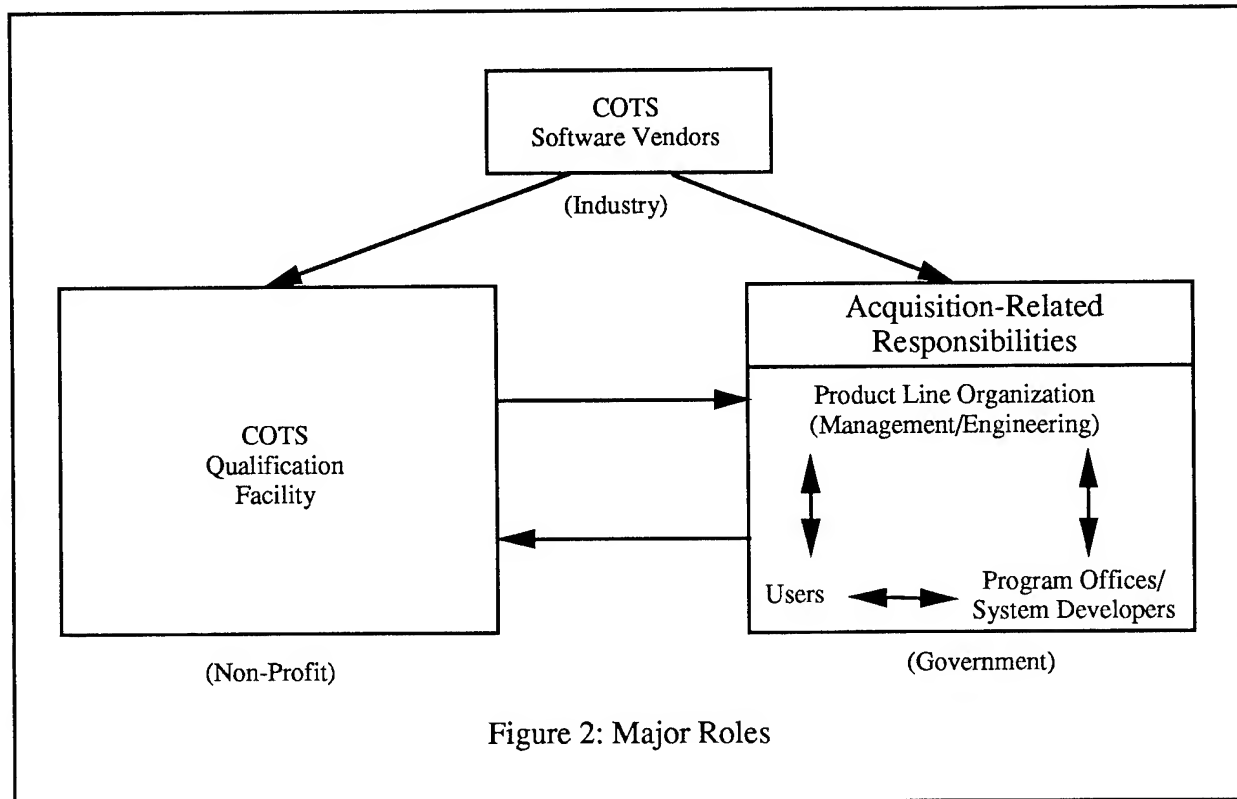 COTS
Software Vendors
(Industry)
COTS
Qualification
Facility
(Non-Profit)
Acquisition-Related
Responsibilities
Product Line Organization
(Management/Engineering)
Users
Program Offices/
System Developers
(Government)
Figure 2: Major Roles